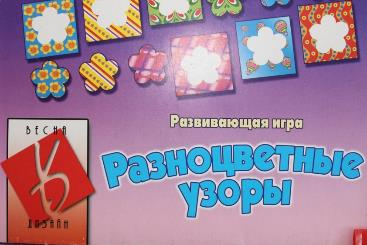 Развивающая игра
ВЕСНА
Разноцветные
узоры
ДИЗАЙН